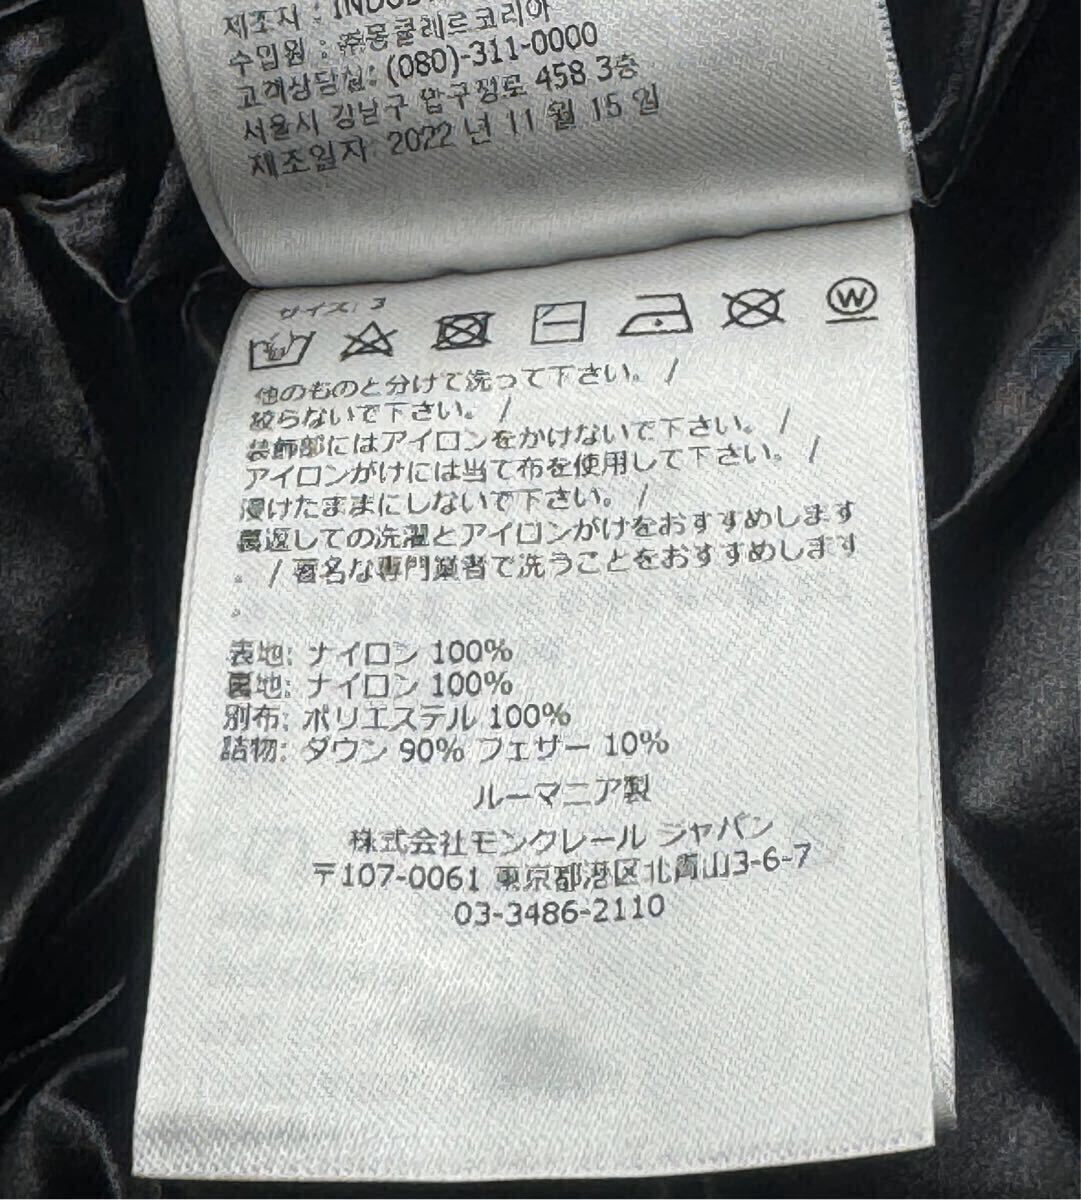 제조자 :
수입원 : ㈜몽클레르코리아
고객상담실: (080)-311-0000
서울시 강남구 압구정로 458 3층
제조일자: 2022 년 11 월 15 일
サイズ: 3
W
他のものと分けて洗って下さい。 /
絞らないで下さい。 /
装飾部にはアイロンをかけないで下さい。 /
アイロンがけには当て布を使用して下さい。 /
浸けたままにしないで下さい。 /
裏返しての洗濯とアイロンがけをおすすめします
。 / 著名な専門業者で洗うことをおすすめします
。
表地: ナイロン 100%
裏地: ナイロン 100%
別布: ポリエステル 100%
詰物: ダウン 90% フェザー 10%
ルーマニア製
株式会社モンクレール ジャパン
〒107-0061 東京都港区北青山3-6-7
03-3486-2110